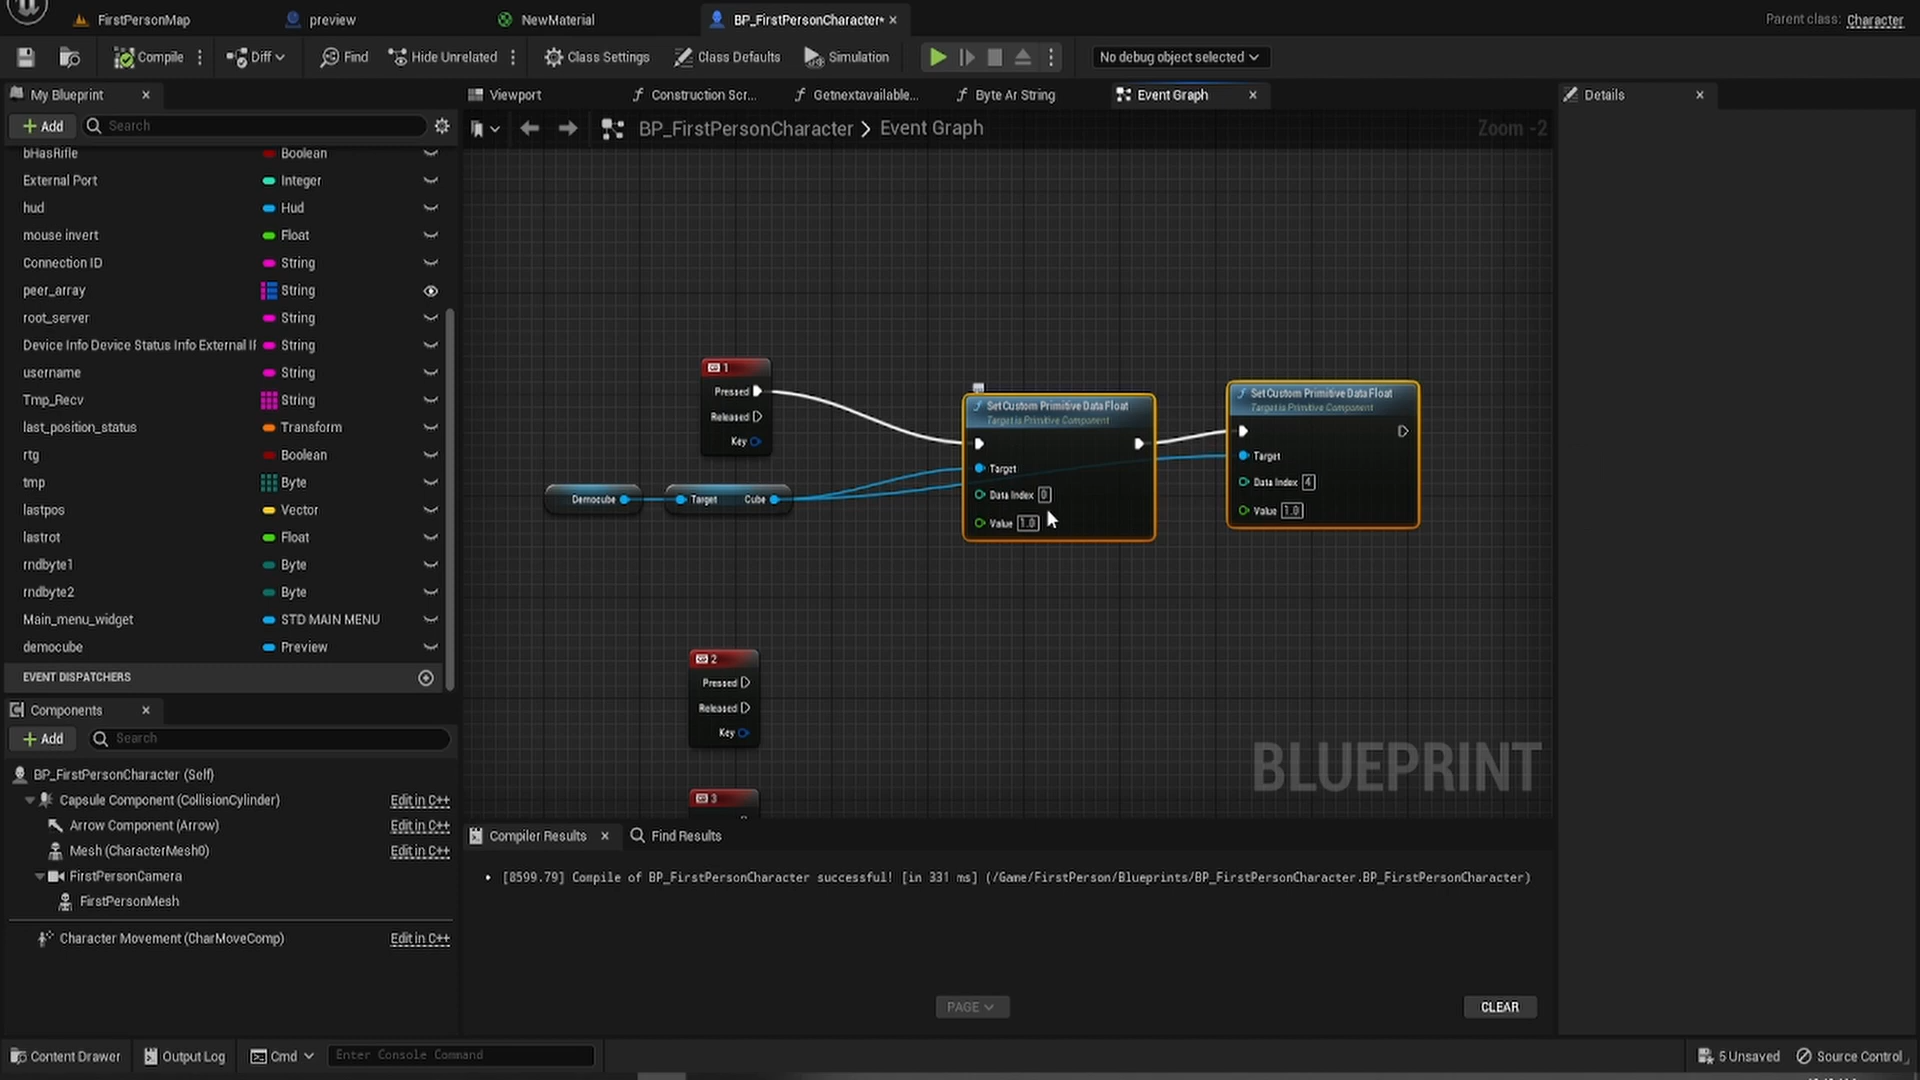 FirstPersonMap
preview
NewMaterial
BP_FirstPersonCharacter*
Parent class: Character
Compile
Diff
Find
Hide Unrelated
Class Settings
Class Defaults
Simulation
No debug object selected
My Blueprint
Viewport
Construction Scr...
Getnextavailable...
Byte Ar String
Event Graph
Details
+ Add
Search
BP_FirstPersonCharacter > Event Graph
Zoom -2
bHasRifle Boolean
External Port Integer
hud Hud
mouse invert Float
Connection ID String
peer_array String
root_server String
Device Info Device Status Info External IP String
username String
Tmp_Recv String
last_position_status Transform
rtg Boolean
tmp Byte
lastpos Vector
lastrot Float
rndbyte1 Byte
rndbyte2 Byte
Main_menu_widget STD MAIN MENU
democube Preview
EVENT DISPATCHERS
1
Pressed
Released
Key
Democube
Target Cube
Set Custom Primitive Data Float
Target is Primitive Component
Target
Data Index 0
Value 1.0
Set Custom Primitive Data Float
Target is Primitive Component
Target
Data Index 4
Value 1.0
2
Pressed
Released
Key
3
BLUEPRINT
Components
+ Add
Search
BP_FirstPersonCharacter (Self)
Capsule Component (CollisionCylinder) Edit in C++
Arrow Component (Arrow) Edit in C++
Mesh (CharacterMesh0) Edit in C++
FirstPersonCamera
FirstPersonMesh
Character Movement (CharMoveComp) Edit in C++
Compiler Results
Find Results
[8599.79] Compile of BP_FirstPersonCharacter successful! [in 331 ms] (/Game/FirstPerson/Blueprints/BP_FirstPersonCharacter.BP_FirstPersonCharacter)
PAGE
CLEAR
Content Drawer
Output Log
Cmd
Enter Console Command
5 Unsaved
Source Control